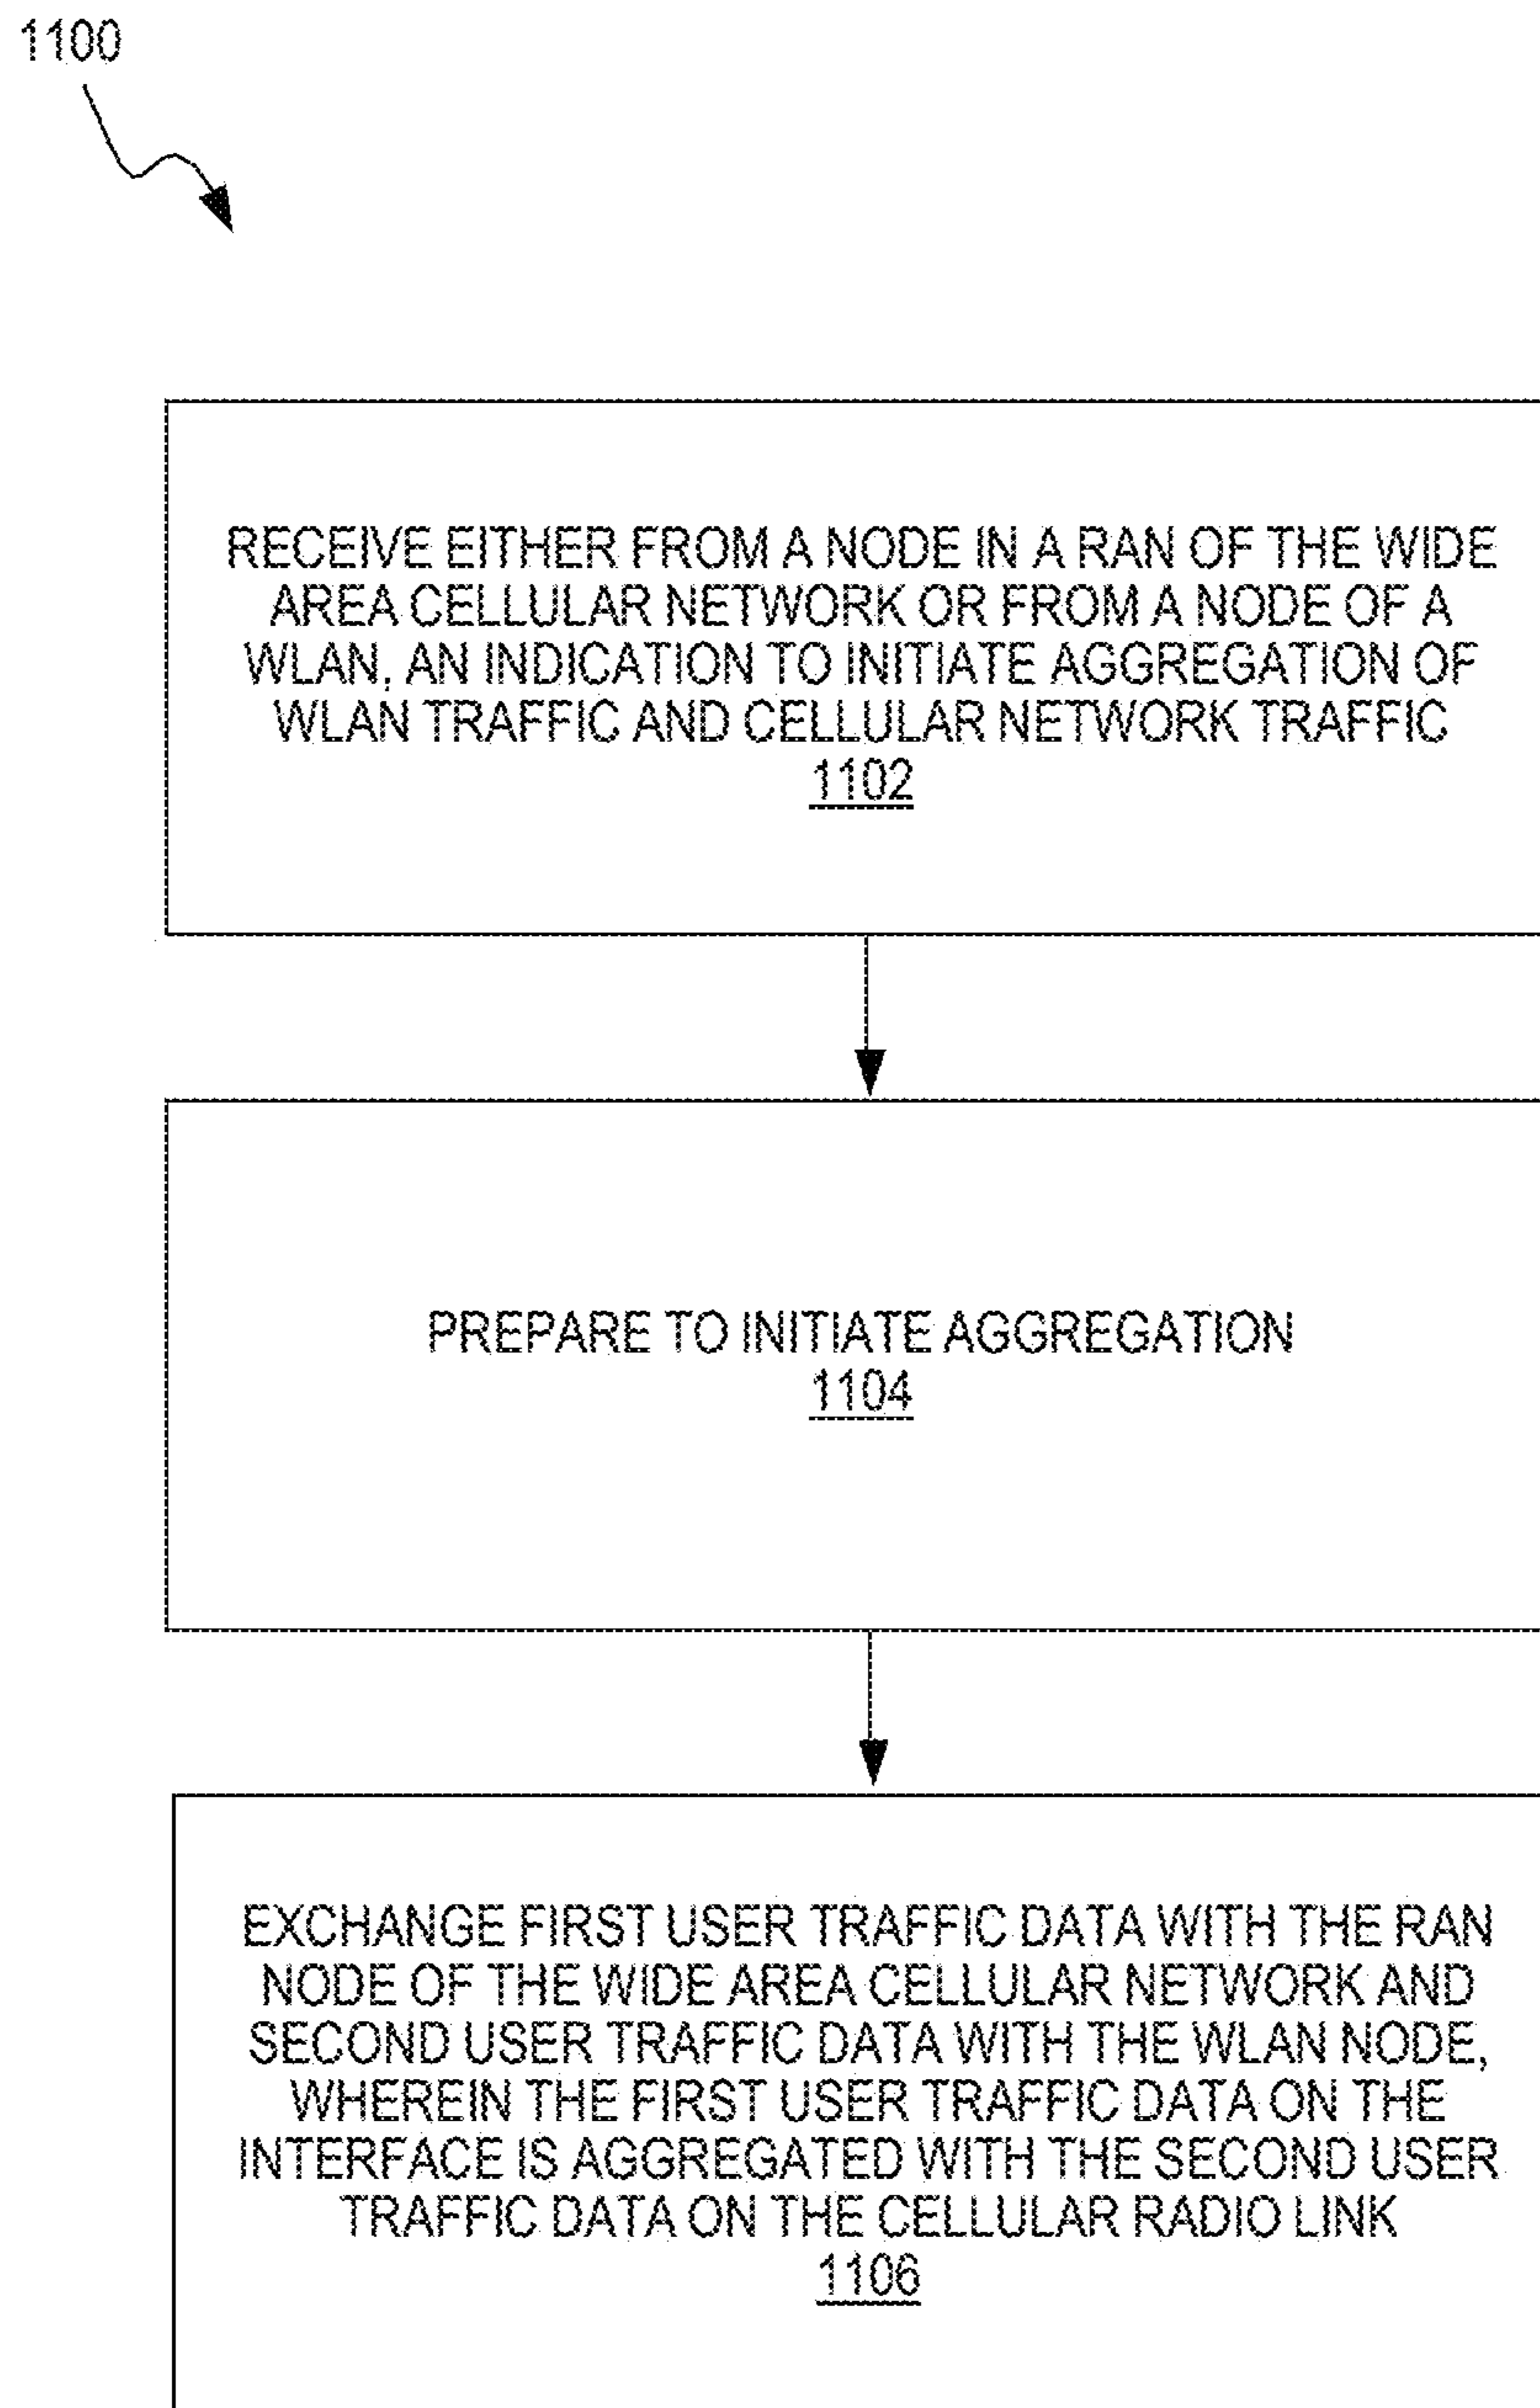 1100
RECEIVE EITHER FROM A NODE IN A RAN OF THE WIDE
AREA CELLULAR NETWORK OR FROM A NODE OF A
WLAN, AN INDICATION TO INITIATE AGGREGATION OF
WLAN TRAFFIC AND CELLULAR NETWORK TRAFFIC
1102
PREPARE TO INITIATE AGGREGATION
1104
EXCHANGE FIRST USER TRAFFIC DATA WITH THE RAN
NODE OF THE WIDE AREA CELLULAR NETWORK AND
SECOND USER TRAFFIC DATA WITH THE WLAN NODE,
WHEREIN THE FIRST USER TRAFFIC DATA ON THE
INTERFACE IS AGGREGATED WITH THE SECOND USER
TRAFFIC DATA ON THE CELLULAR RADIO LINK
1106